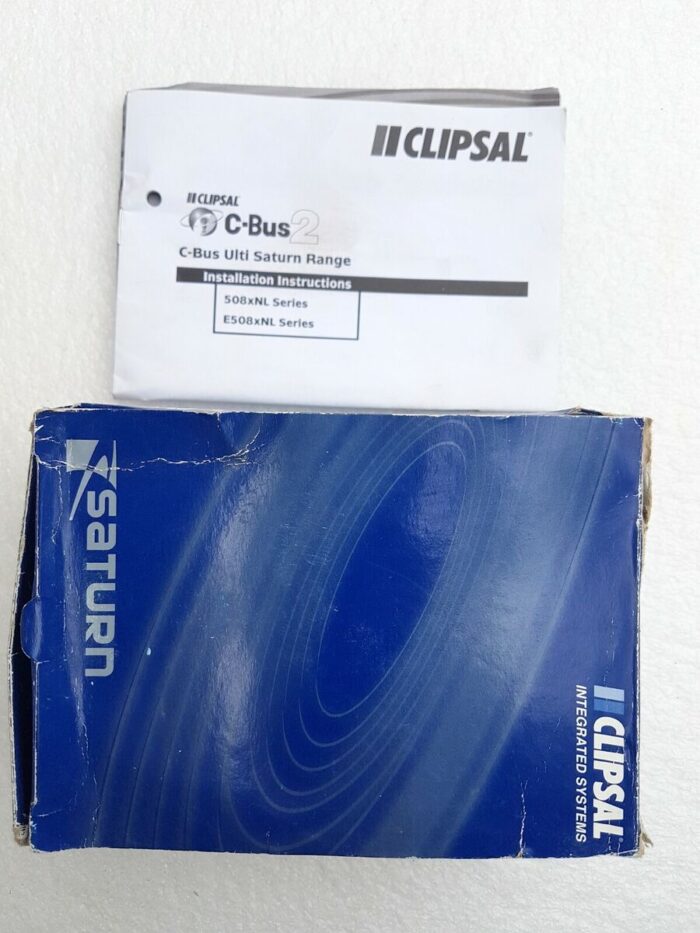 CLIPSAL®
CLIPSAL
C-Bus2
C-Bus Ulti Saturn Range
Installation Instructions
508xNL Series
E508xNL Series
SATURN
CLIPSAL®
INTEGRATED SYSTEMS